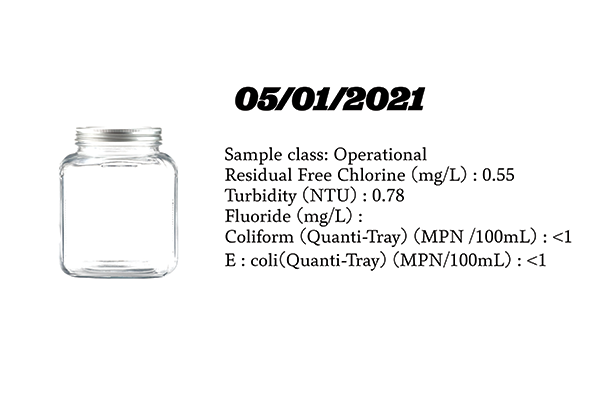 05/01/2021
Sample class: Operational
Residual Free Chlorine (mg/L) : 0.55
Turbidity (NTU) : 0.78
Fluoride (mg/L) :
Coliform (Quanti-Tray) (MPN /100mL) : <1
E : coli(Quanti-Tray) (MPN/100mL) : <1